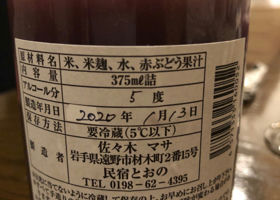 原材料名 米、米麹、水、赤ぶどう果汁
内容量 375ml詰
アルコール分 5度
製造年月日 2020年1月13日
保存方法 要冷蔵(5℃以下)
製造者 佐々木 マサ
岩手県遠野市材木町2番15号
民宿とおの
TEL 0198-62-4395